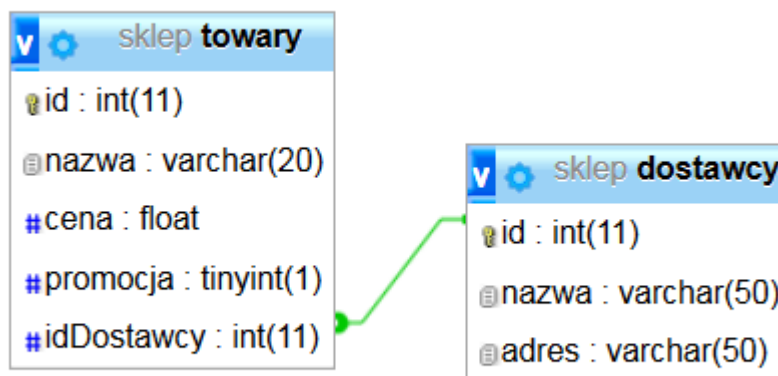 sklep towary
id : int(11)
nazwa : varchar(20)
cena : float
promocja : tinyint(1)
idDostawcy : int(11)
sklep dostawcy
id : int(11)
nazwa : varchar(50)
adres : varchar(50)